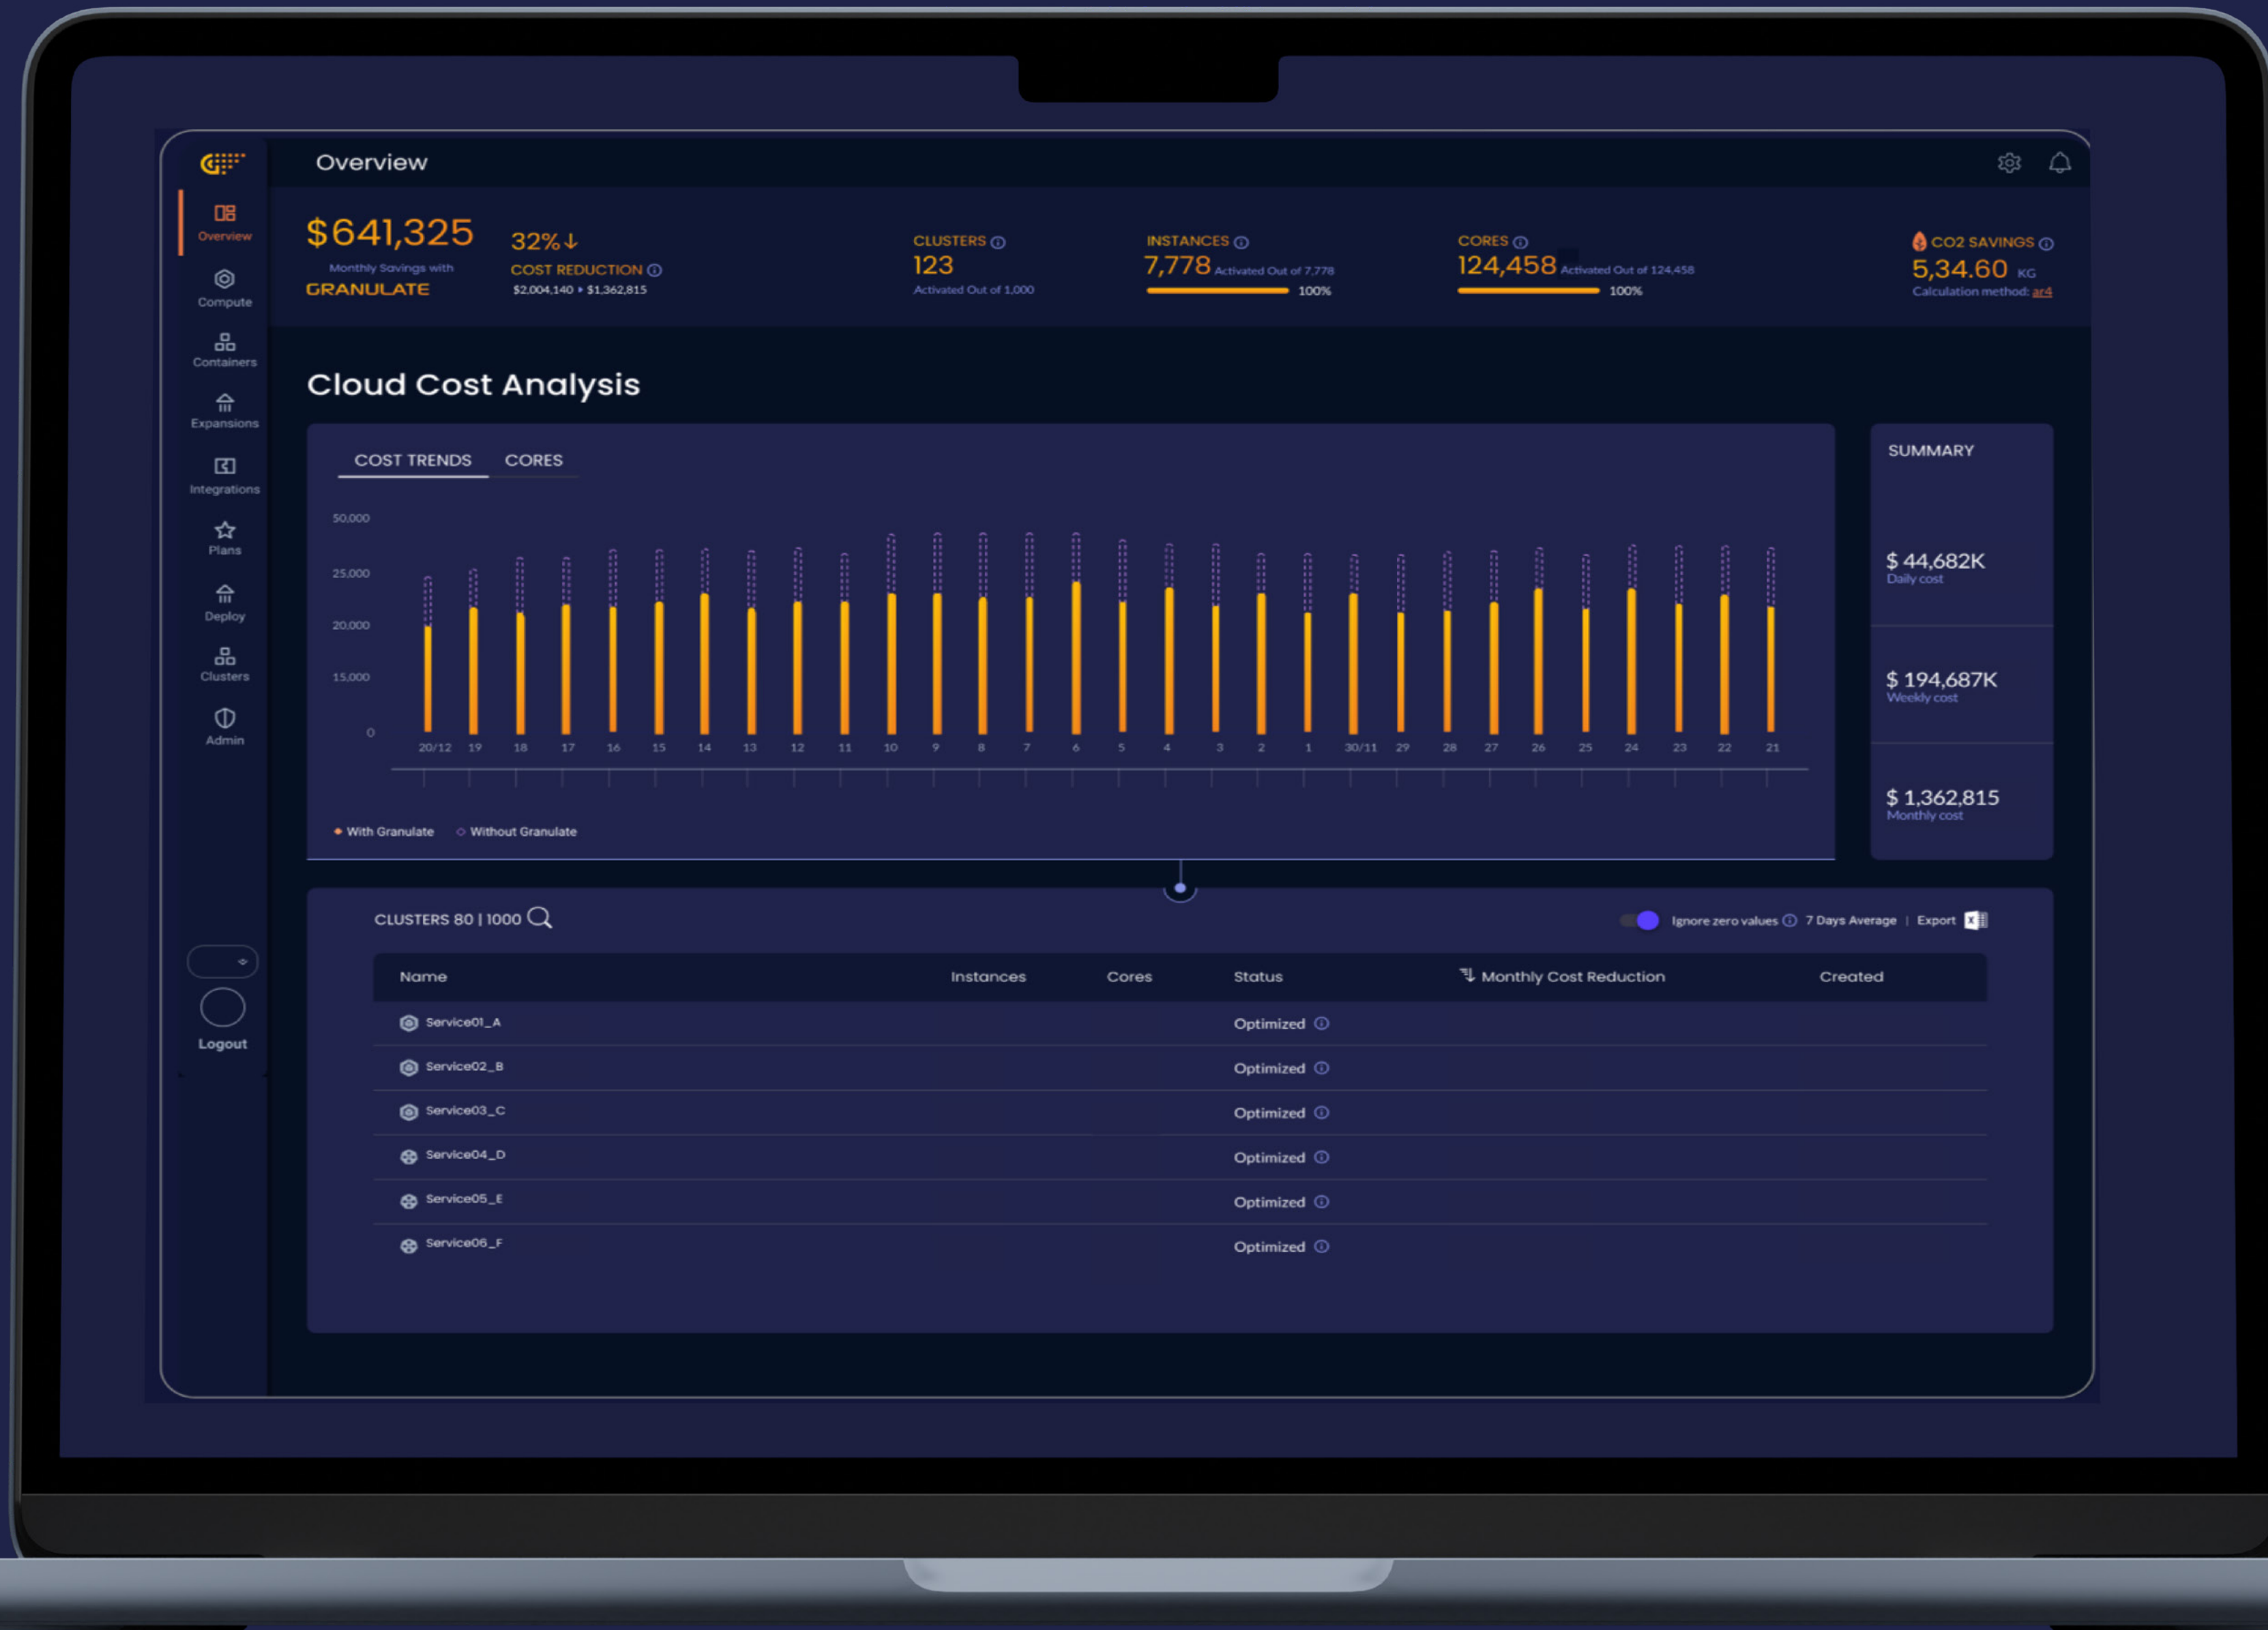 Overview
Overview
Compute
Containers
Expansions
Integrations
Plans
Deploy
Clusters
Admin
Logout
$641,325
Monthly Savings with
GRANULATE
32%↓
COST REDUCTION
$2,004,140 ▸ $1,362,815
CLUSTERS
123
Activated Out of 1,000
INSTANCES
7,778 Activated Out of 7,778
100%
CORES
124,458 Activated Out of 124,458
100%
CO2 SAVINGS
5,34.60 KG
Calculation method: ar4
Cloud Cost Analysis
COST TRENDS CORES
50,000
25,000
20,000
15,000
0
20/12 19 18 17 16 15 14 13 12 11 10 9 8 7 6 5 4 3 2 1 30/11 29 28 27 26 25 24 23 22 21
With Granulate Without Granulate
SUMMARY
$ 44,682K
Daily cost
$ 194,687K
Weekly cost
$ 1,362,815
Monthly cost
CLUSTERS 80 | 1000
Ignore zero values 7 Days Average | Export
Name Instances Cores Status Monthly Cost Reduction Created
Service01_A Optimized
Service02_B Optimized
Service03_C Optimized
Service04_D Optimized
Service05_E Optimized
Service06_F Optimized